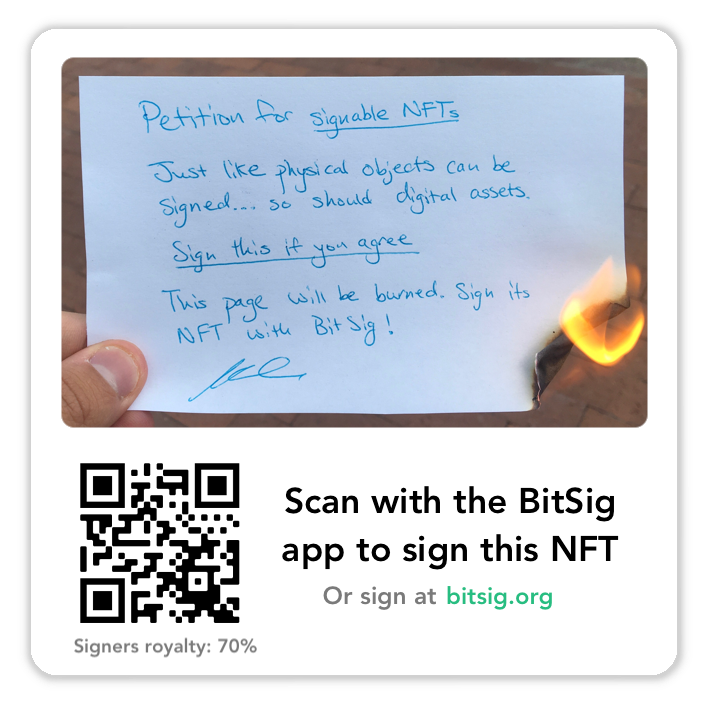 Petition for signable NFTs
Just like physical objects can be
signed... so should digital assets.
Sign this if you agree
This page will be burned. Sign its
NFT with BitSig!
Scan with the BitSig
app to sign this NFT
Or sign at bitsig.org
Signers royalty: 70%